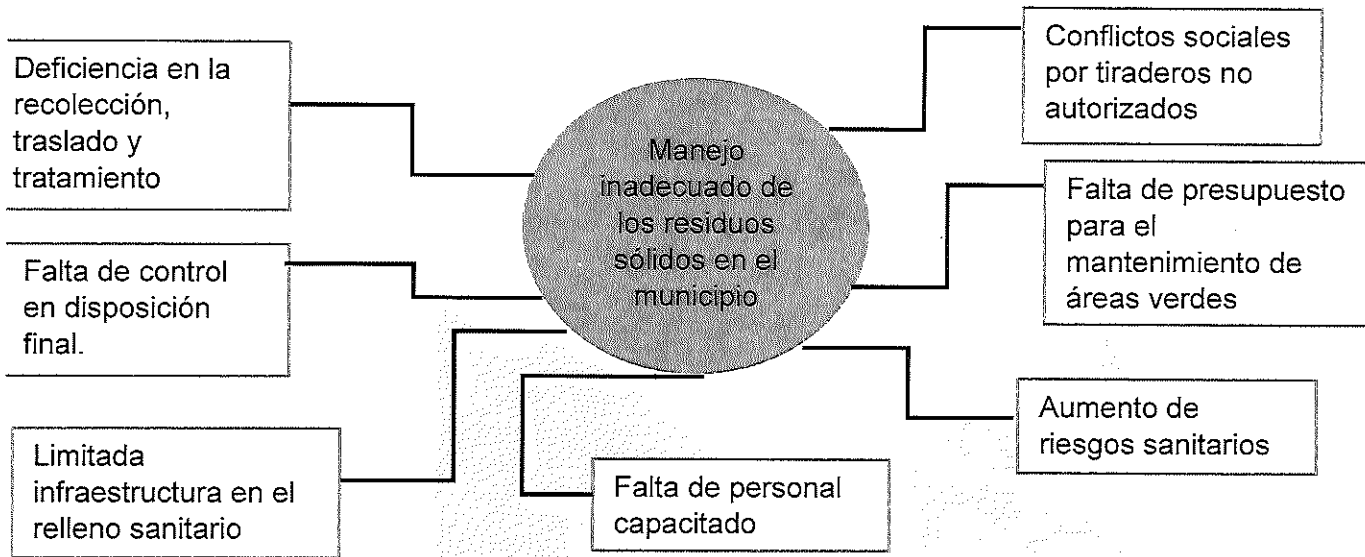 Deficiencia en la
recolección,
traslado y
tratamiento
Falta de control
en disposición
final.
Limitada
infraestructura en el
relleno sanitario
Manejo
inadecuado de
los residuos
sólidos en el
municipio
Falta de personal
capacitado
Conflictos sociales
por tiraderos no
autorizados
Falta de presupuesto
para el
mantenimiento de
áreas verdes
Aumento de
riesgos sanitarios